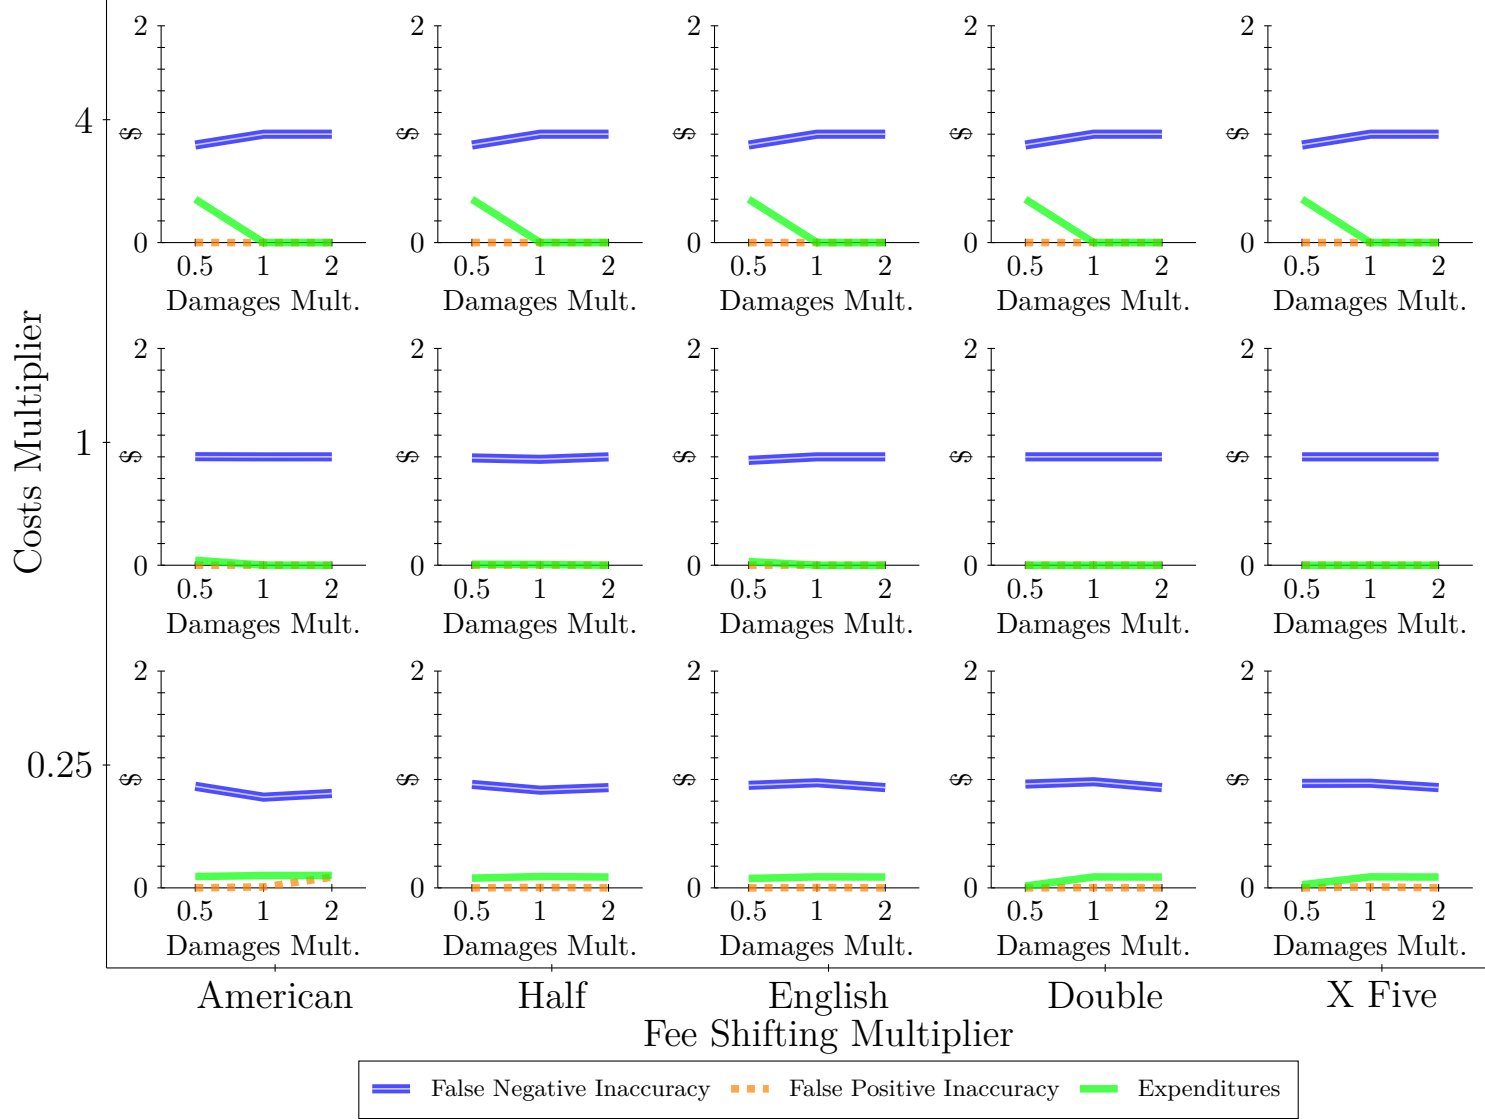 2 2 2 2 2
4 $ $ $ $ $
0 0 0 0 0
0.5 1 2 0.5 1 2 0.5 1 2 0.5 1 2 0.5 1 2
Damages Mult. Damages Mult. Damages Mult. Damages Mult. Damages Mult.
Costs Multiplier
2 2 2 2 2
1 $ $ $ $ $
0 0 0 0 0
0.5 1 2 0.5 1 2 0.5 1 2 0.5 1 2 0.5 1 2
Damages Mult. Damages Mult. Damages Mult. Damages Mult. Damages Mult.
2 2 2 2 2
0.25 $ $ $ $ $
0 0 0 0 0
0.5 1 2 0.5 1 2 0.5 1 2 0.5 1 2 0.5 1 2
Damages Mult. Damages Mult. Damages Mult. Damages Mult. Damages Mult.
American Half English Double X Five
Fee Shifting Multiplier
False Negative Inaccuracy False Positive Inaccuracy Expenditures